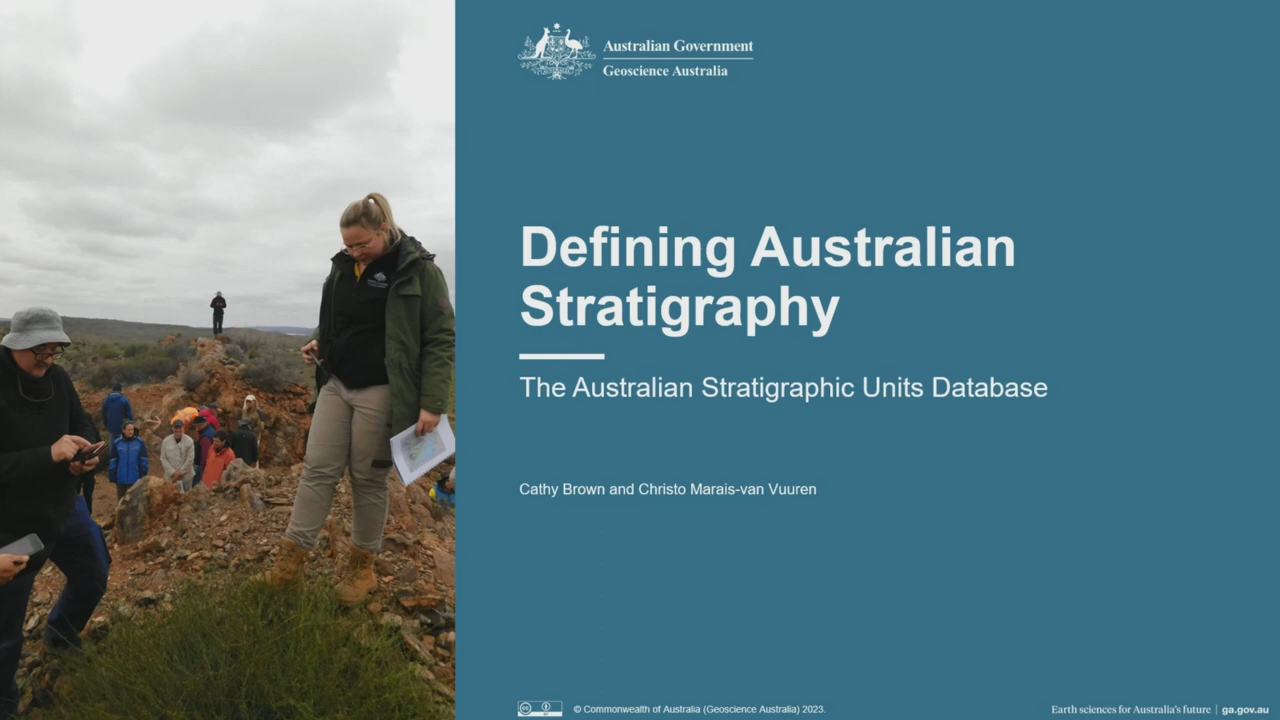 Australian Government
Geoscience Australia
Defining Australian
Stratigraphy
The Australian Stratigraphic Units Database
Cathy Brown and Christo Marais-van Vuuren
© Commonwealth of Australia (Geoscience Australia) 2023.
Earth sciences for Australia's future | ga.gov.au